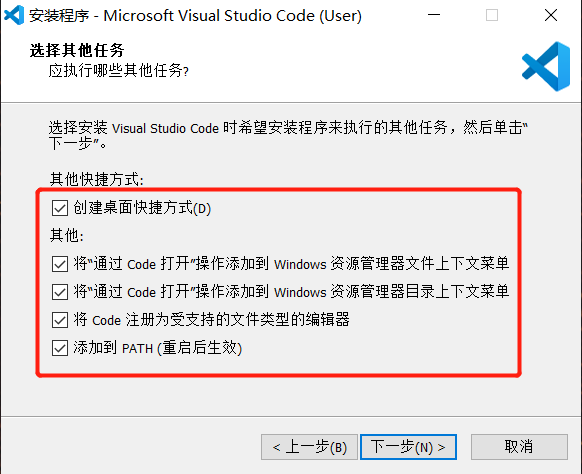 安装程序 - Microsoft Visual Studio Code (User)
选择其他任务
应执行哪些其他任务?
选择安装 Visual Studio Code 时希望安装程序来执行的其他任务，然后单击“
下一步”。
其他快捷方式:
创建桌面快捷方式(D)
其他:
将“通过 Code 打开”操作添加到 Windows 资源管理器文件上下文菜单
将“通过 Code 打开”操作添加到 Windows 资源管理器目录上下文菜单
将 Code 注册为受支持的文件类型的编辑器
添加到 PATH (重启后生效)
< 上一步(B) 下一步(N) > 取消